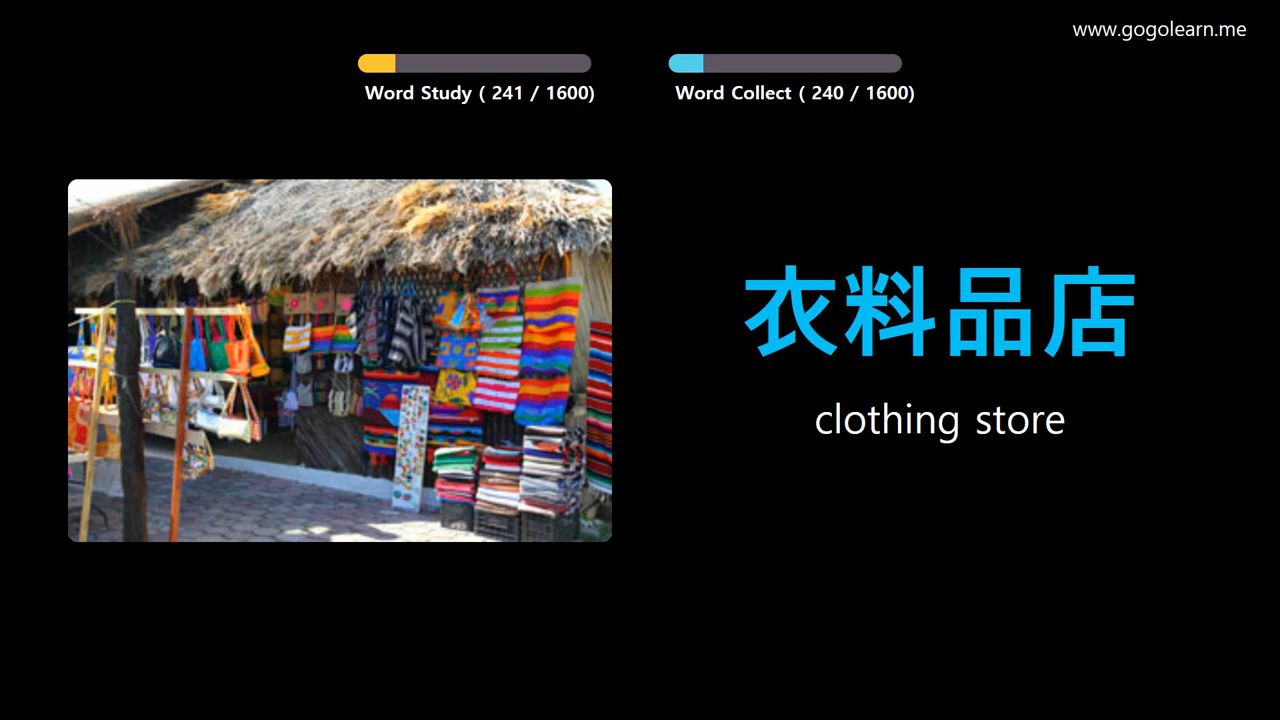 www.gogolearn.me
Word Study ( 241 / 1600)
Word Collect ( 240 / 1600)
衣料品店
clothing store